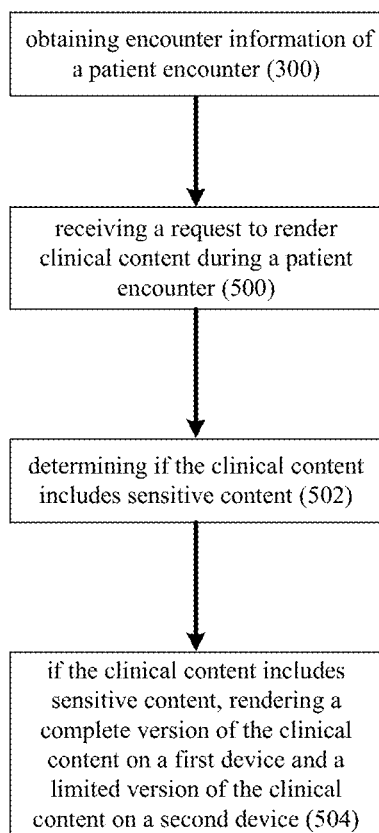 obtaining encounter information of
a patient encounter (300)
receiving a request to render
clinical content during a patient
encounter (500)
determining if the clinical content
includes sensitive content (502)
if the clinical content includes
sensitive content, rendering a
complete version of the clinical
content on a first device and a
limited version of the clinical
content on a second device (504)